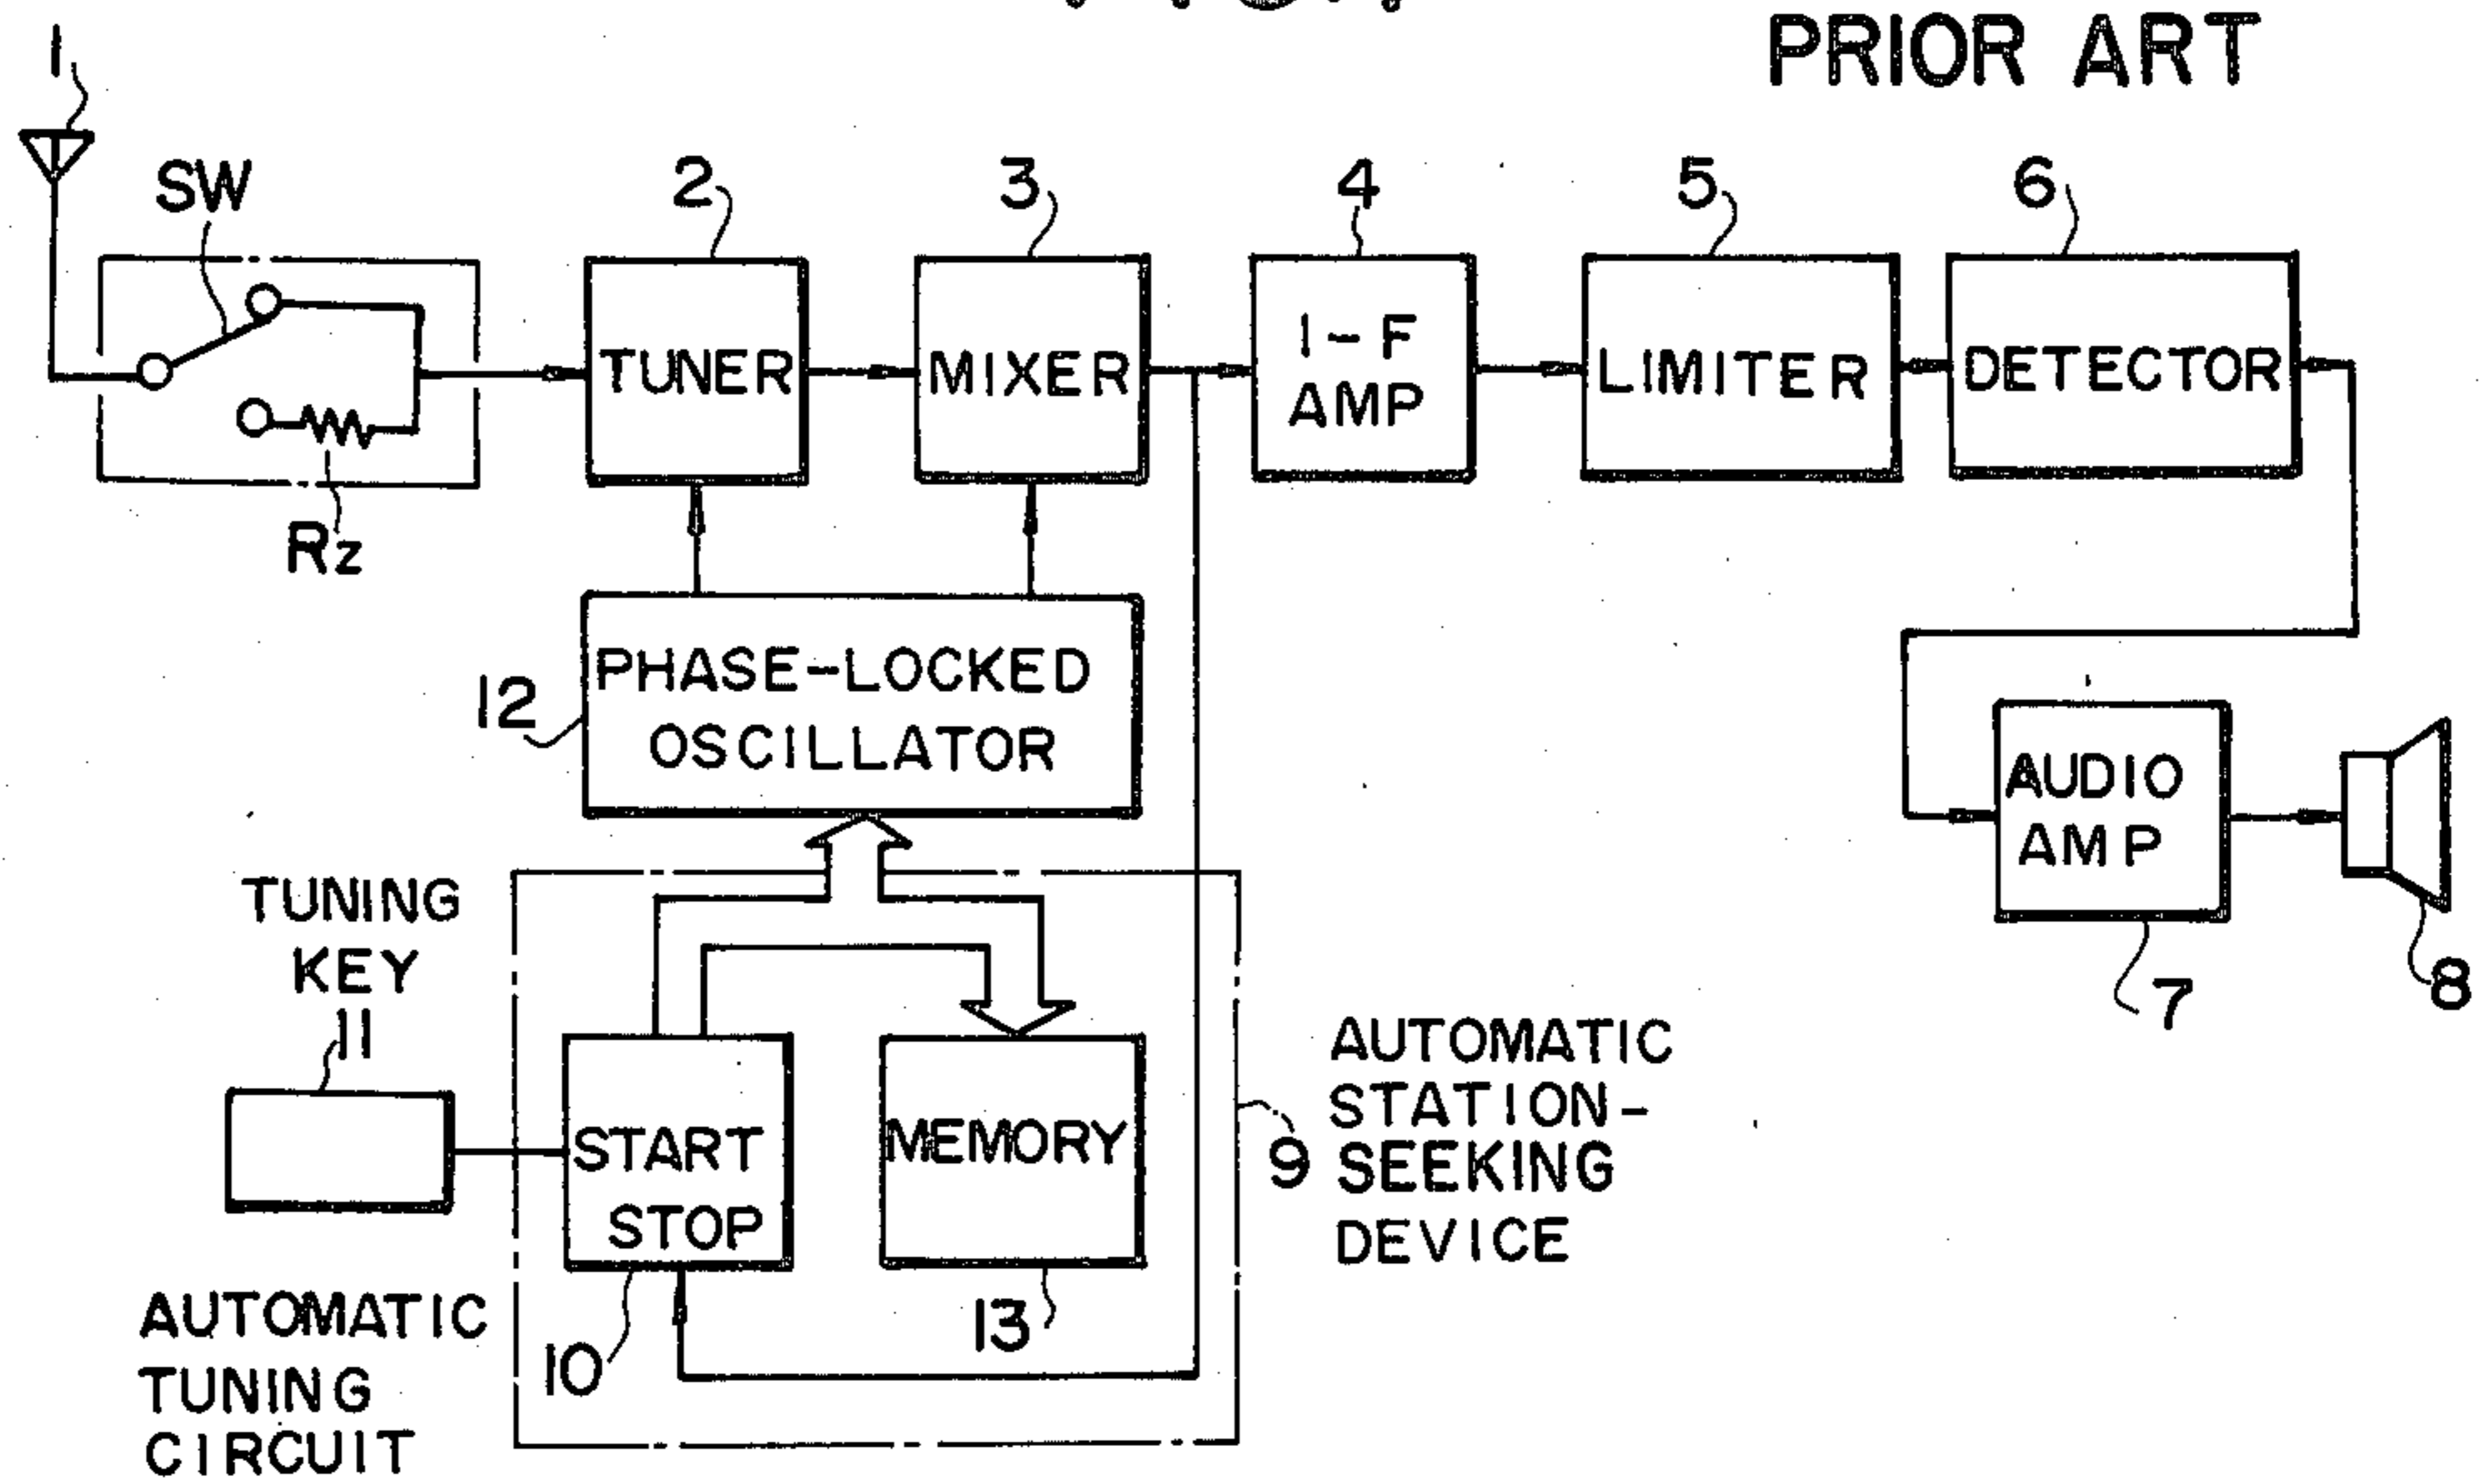 PRIOR ART
1
SW
2
3
4
5
6
TUNER
MIXER
I-F
AMP
LIMITER
DETECTOR
Rz
12
PHASE-LOCKED
OSCILLATOR
AUDIO
AMP
7
8
TUNING
KEY
11
START
STOP
MEMORY
9
AUTOMATIC
STATION-
SEEKING
DEVICE
10
13
AUTOMATIC
TUNING
CIRCUIT